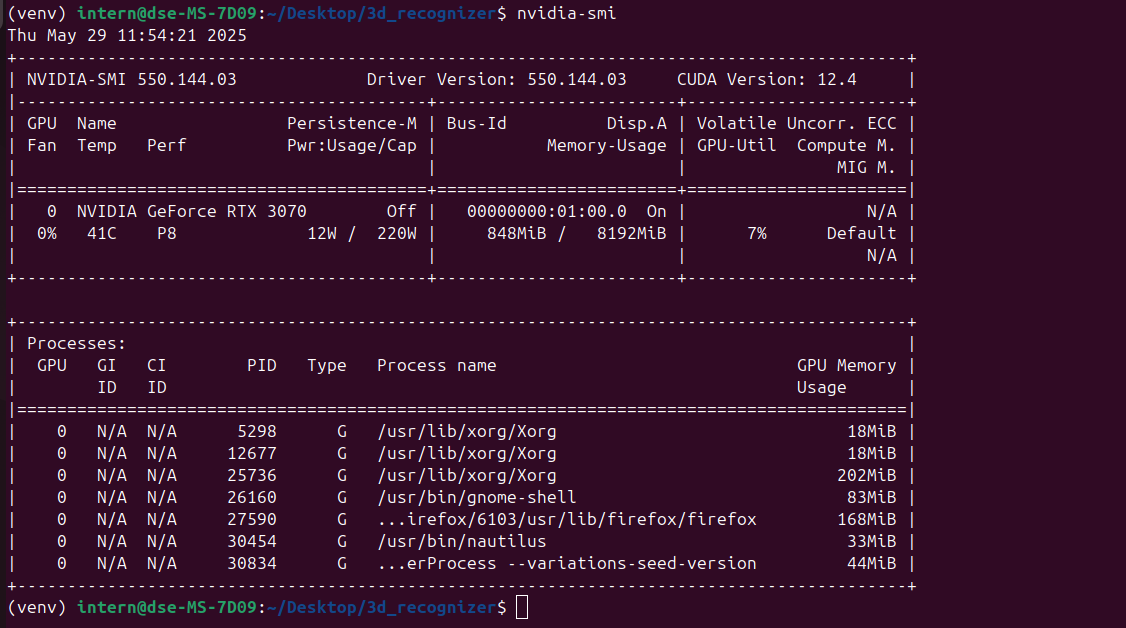 (venv) intern@dse-MS-7D09:~/Desktop/3d_recognizer$ nvidia-smi
Thu May 29 11:54:21 2025
+-----------------------------------------------------------------------------------------+
| NVIDIA-SMI 550.144.03             Driver Version: 550.144.03     CUDA Version: 12.4     |
|-----------------------------------------+------------------------+----------------------+
| GPU  Name                 Persistence-M | Bus-Id          Disp.A | Volatile Uncorr. ECC |
| Fan  Temp   Perf          Pwr:Usage/Cap |           Memory-Usage | GPU-Util  Compute M. |
|                                         |                        |               MIG M. |
|=========================================+========================+======================|
|   0  NVIDIA GeForce RTX 3070        Off |   00000000:01:00.0  On |                  N/A |
|  0%   41C    P8              12W /  220W |     848MiB /   8192MiB |      7%      Default |
|                                         |                        |                  N/A |
+-----------------------------------------+------------------------+----------------------+
+-----------------------------------------------------------------------------------------+
| Processes:                                                                              |
|  GPU   GI   CI        PID   Type   Process name                              GPU Memory |
|        ID   ID                                                               Usage      |
|=========================================================================================|
|    0   N/A  N/A      5298      G   /usr/lib/xorg/Xorg                             18MiB |
|    0   N/A  N/A     12677      G   /usr/lib/xorg/Xorg                             18MiB |
|    0   N/A  N/A     25736      G   /usr/lib/xorg/Xorg                            202MiB |
|    0   N/A  N/A     26160      G   /usr/bin/gnome-shell                           83MiB |
|    0   N/A  N/A     27590      G   ...irefox/6103/usr/lib/firefox/firefox        168MiB |
|    0   N/A  N/A     30454      G   /usr/bin/nautilus                              33MiB |
|    0   N/A  N/A     30834      G   ...erProcess --variations-seed-version         44MiB |
+-----------------------------------------------------------------------------------------+
(venv) intern@dse-MS-7D09:~/Desktop/3d_recognizer$